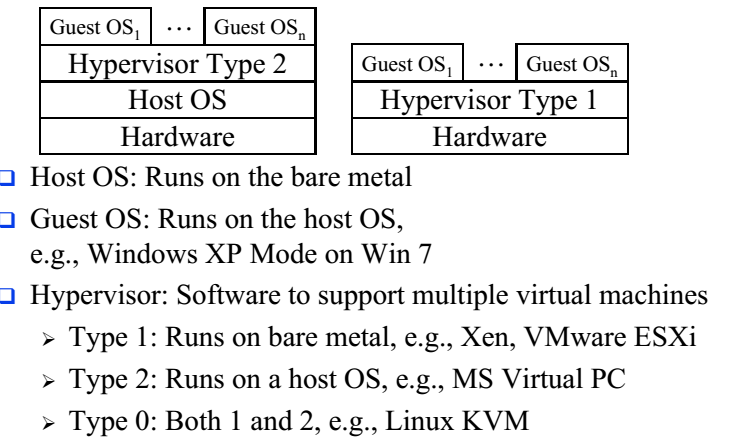 Guest OS1 ... Guest OSn
Hypervisor Type 2
Host OS
Hardware
Guest OS1 ... Guest OSn
Hypervisor Type 1
Hardware
❑ Host OS: Runs on the bare metal
❑ Guest OS: Runs on the host OS,
e.g., Windows XP Mode on Win 7
❑ Hypervisor: Software to support multiple virtual machines
➢ Type 1: Runs on bare metal, e.g., Xen, VMware ESXi
➢ Type 2: Runs on a host OS, e.g., MS Virtual PC
➢ Type 0: Both 1 and 2, e.g., Linux KVM